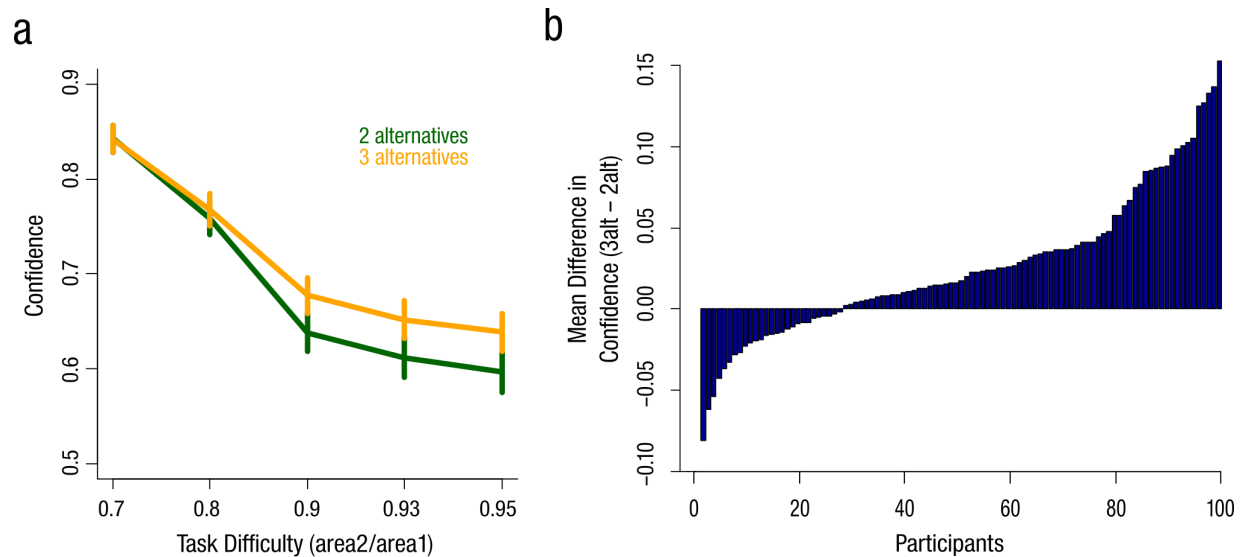 a
0.9
0.8
0.7
0.6
0.5
Confidence
2 alternatives
3 alternatives
0.7 0.8 0.9 0.93 0.95
Task Difficulty (area2/area1)
b
0.15
0.10
0.05
0.00
−0.05
−0.10
Mean Difference in
Confidence (3alt − 2alt)
0 20 40 60 80 100
Participants